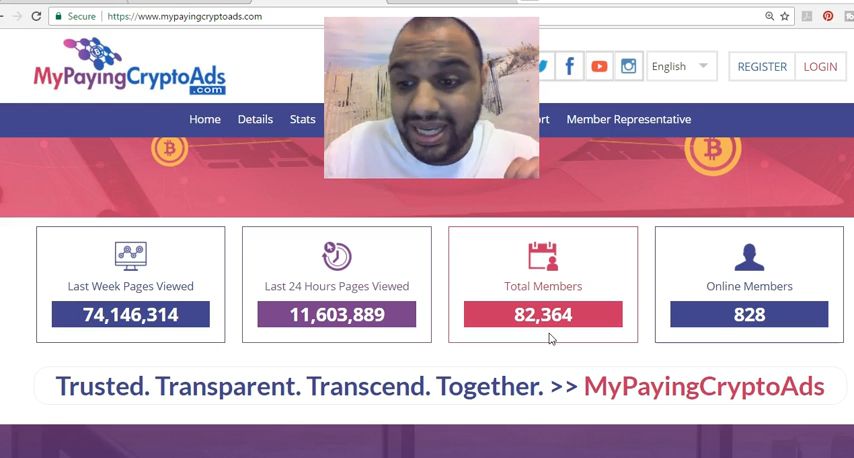 Secure
https://www.mypayingcryptoads.com
MyPayingCryptoAds
.com
English
REGISTER
LOGIN
Home
Details
Stats
Member Representative
Last Week Pages Viewed
74,146,314
Last 24 Hours Pages Viewed
11,603,889
Total Members
82,364
Online Members
828
Trusted. Transparent. Transcend. Together. >> MyPayingCryptoAds